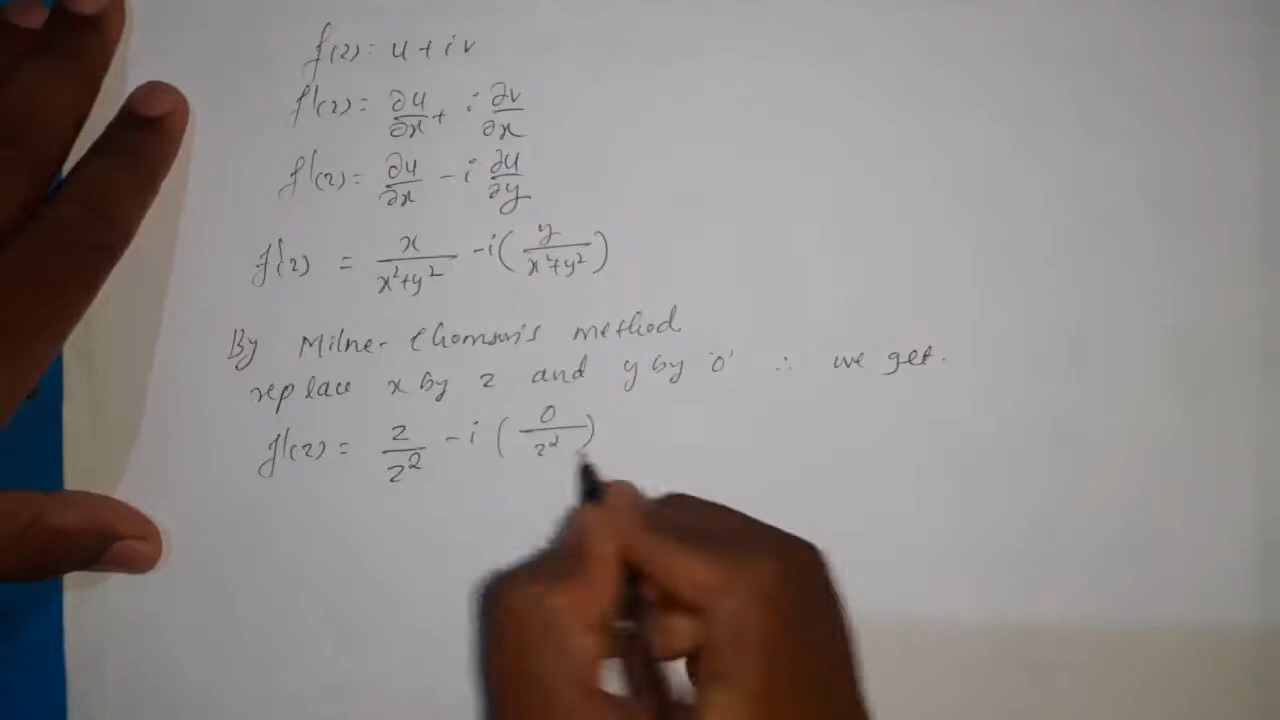 f(z) = u + iv
f'(z) = ∂u/∂x + i ∂v/∂x
f'(z) = ∂u/∂x - i ∂u/∂y
f'(z) = x/(x²+y²) - i ( y/(x²+y²) )
By Milne- Thomson's method
replace x by z and y by '0' ∴ we get.
f'(z) = z/z² - i ( 0/z² )